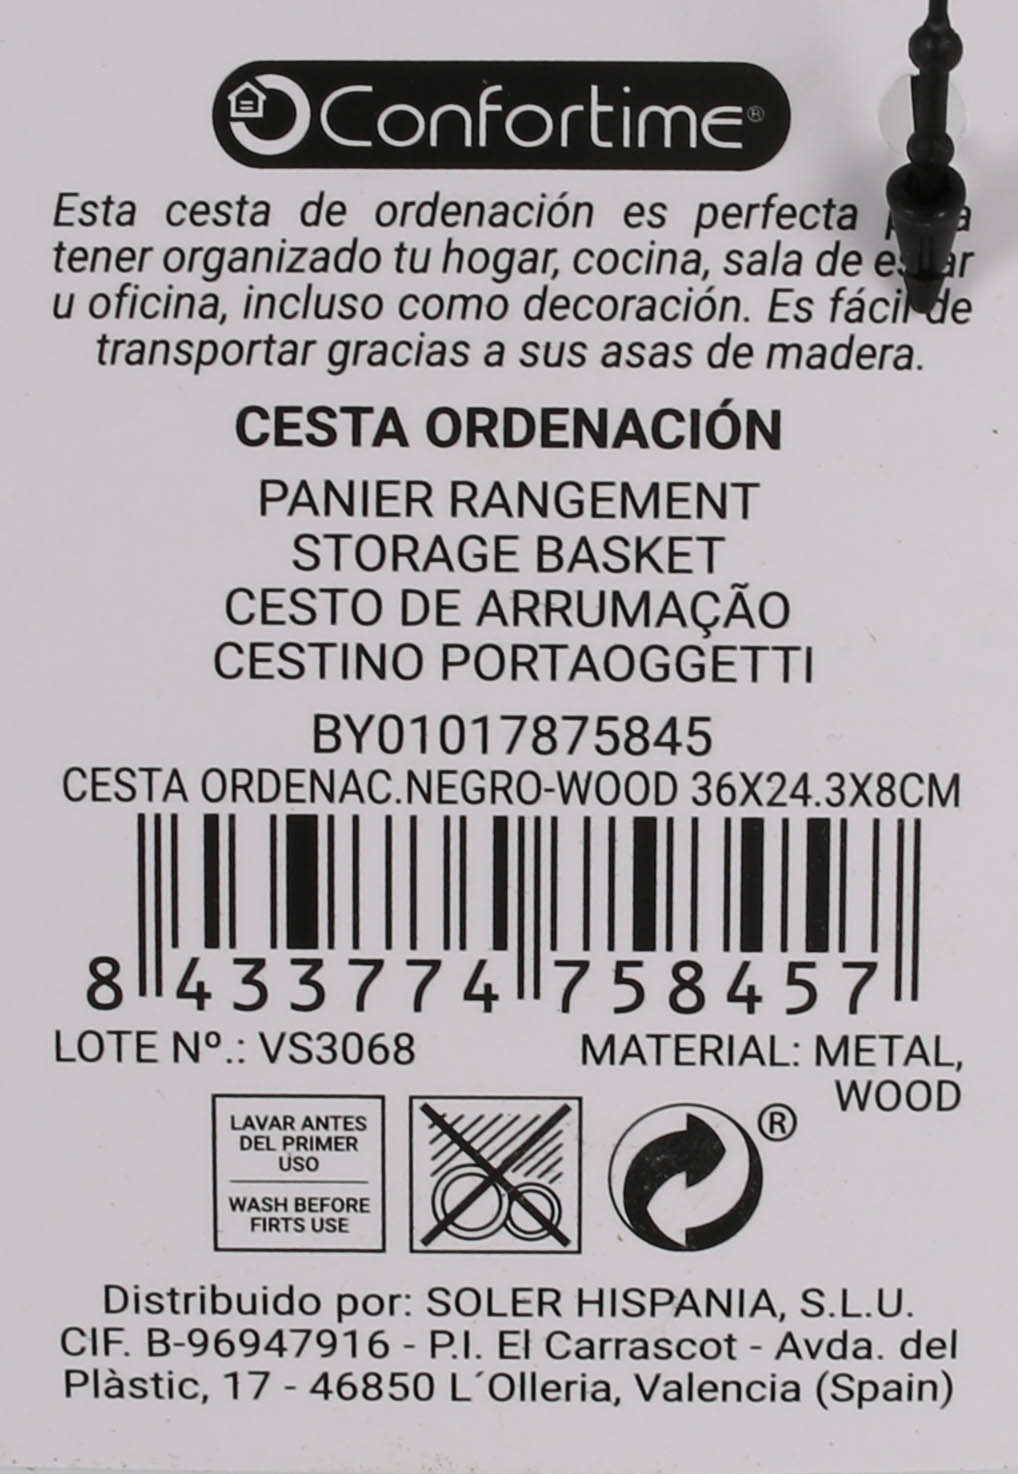 Confortime®
Esta cesta de ordenación es perfecta
tener organizado tu hogar, cocina, sala de
u oficina, incluso como decoración. Es fácil de
transportar gracias a sus asas de madera.
CESTA ORDENACIÓN
PANIER RANGEMENT
STORAGE BASKET
CESTO DE ARRUMAÇÃO
CESTINO PORTAOGGETTI
BY01017875845
CESTA ORDENAC.NEGRO-WOOD 36X24.3X8CM
8 433774 758457
LOTE Nº.: VS3068
MATERIAL: METAL,
WOOD
LAVAR ANTES
DEL PRIMER
USO
WASH BEFORE
FIRTS USE
®
Distribuido por: SOLER HISPANIA, S.L.U.
CIF. B-96947916 - P.I. El Carrascot - Avda. del
Plàstic, 17 - 46850 L´Olleria, Valencia (Spain)